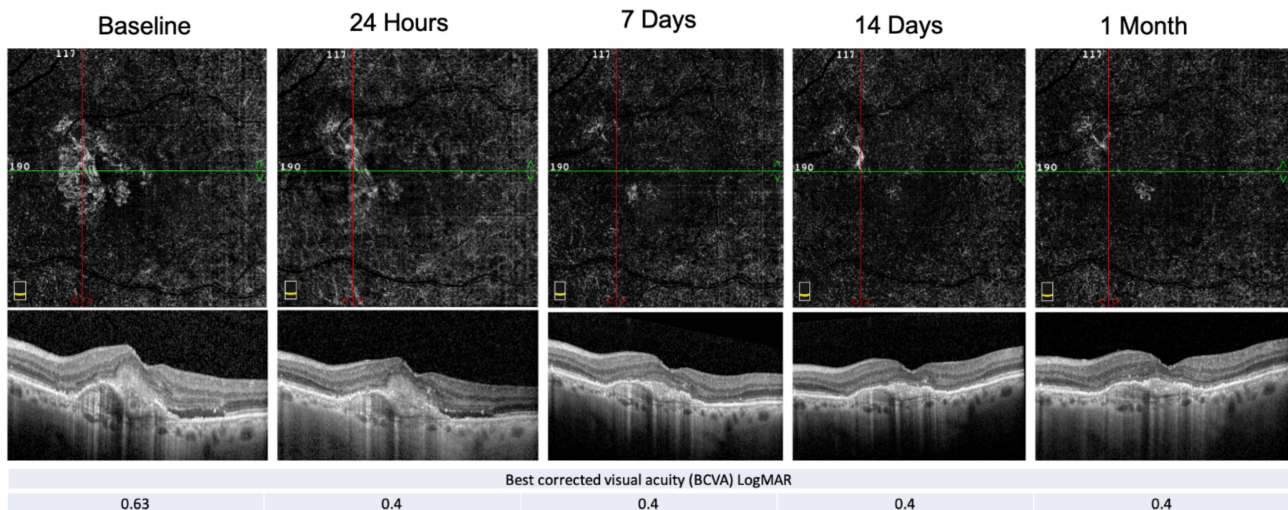 Baseline 24 Hours 7 Days 14 Days 1 Month
117 117 117 117 117
190 190 190 190 190
Best corrected visual acuity (BCVA) LogMAR
0.63 0.4 0.4 0.4 0.4